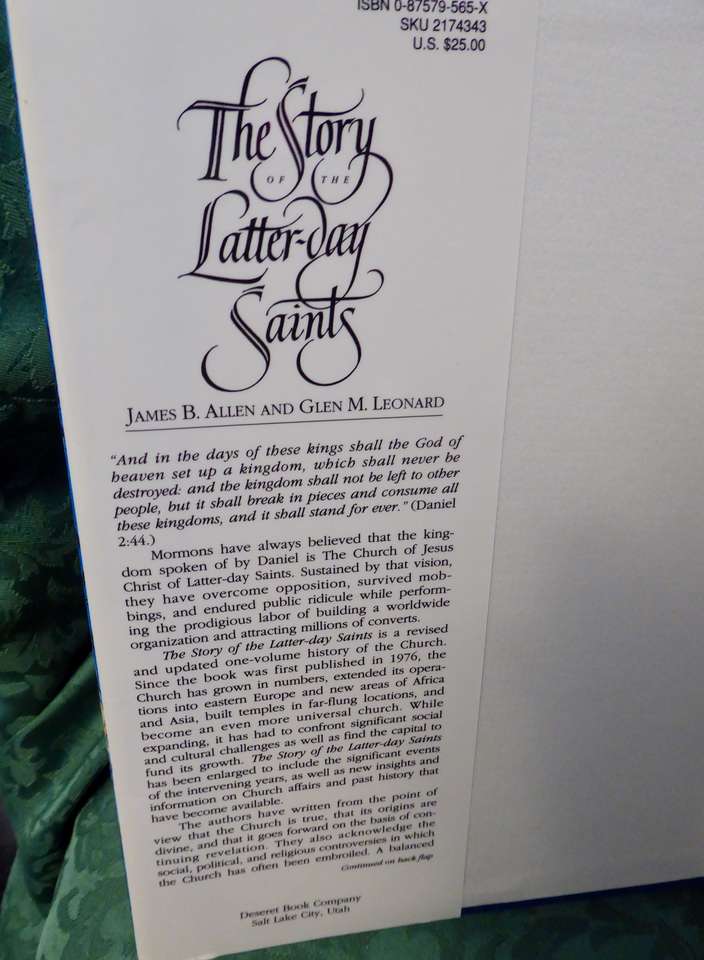 ISBN 0-87579-565-X
SKU 2174343
U.S. $25.00
The Story
OF THE
Latter-day
Saints
JAMES B. ALLEN AND GLEN M. LEONARD
"And in the days of these kings shall the God of
heaven set up a kingdom, which shall never be
destroyed: and the kingdom shall not be left to other
people, but it shall break in pieces and consume all
these kingdoms, and it shall stand for ever." (Daniel
2:44.)
Mormons have always believed that the king-
dom spoken of by Daniel is The Church of Jesus
Christ of Latter-day Saints. Sustained by that vision,
they have overcome opposition, survived mob-
bings, and endured public ridicule while perform-
ing the prodigious labor of building a worldwide
organization and attracting millions of converts.
The Story of the Latter-day Saints is a revised
and updated one-volume history of the Church.
Since the book was first published in 1976, the
Church has grown in numbers, extended its opera-
tions into eastern Europe and new areas of Africa
and Asia, built temples in far-flung locations, and
become an even more universal church. While
expanding, it has had to confront significant social
and cultural challenges as well as find the capital to
fund its growth. The Story of the Latter-day Saints
has been enlarged to include the significant events
of the intervening years, as well as new insights and
information on Church affairs and past history that
have become available.
The authors have written from the point of
view that the Church is true, that its origins are
divine, and that it goes forward on the basis of con-
tinuing revelation. They also acknowledge the
social, political, and religious controversies in which
the Church has often been embroiled. A balanced
Continued on back flap
Deseret Book Company
Salt Lake City, Utah